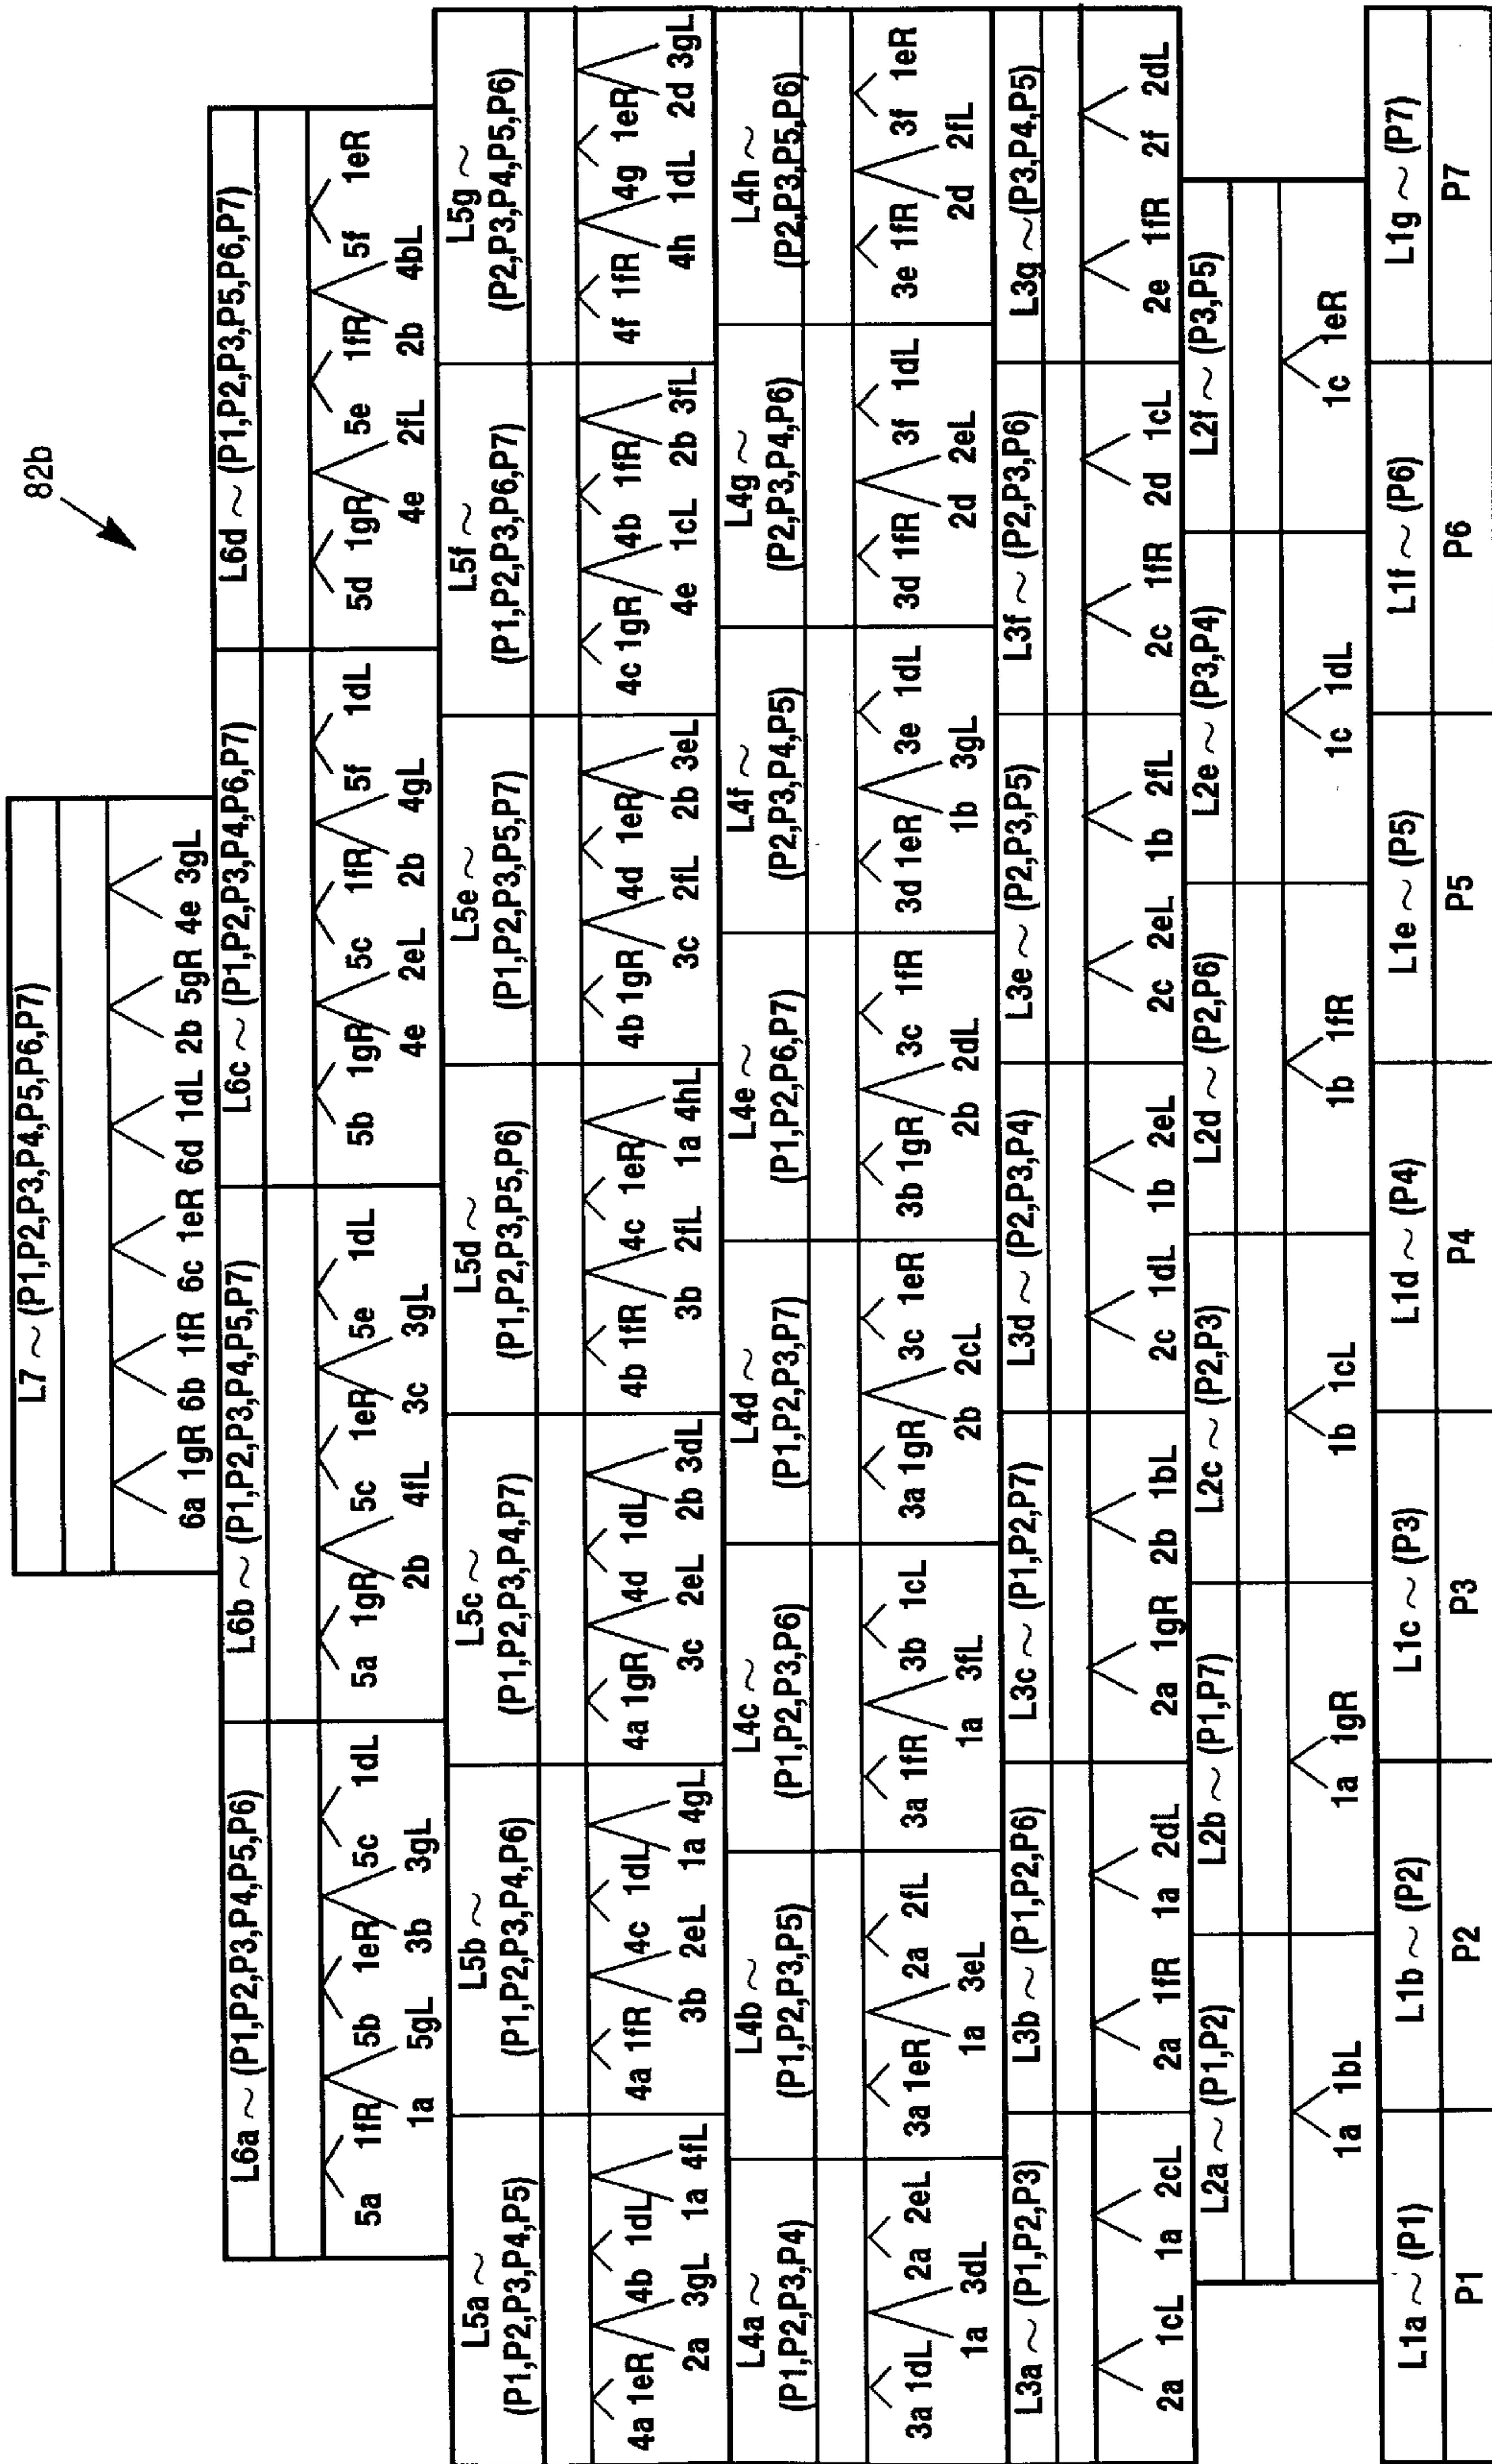 82b
L7 ~ (P1,P2,P3,P4,P5,P6,P7)
6a 1gR 6b 1fR 6c 1eR 6d 1dL 2b 5gR 4e 3gL
L6a ~ (P1,P2,P3,P4,P5,P6)
5a 1fR 5b 1eR 5c 1dL
1a 5gL 3b 3gL
L6b ~ (P1,P2,P3,P4,P5,P7)
5a 1gR 5c 1eR 5e 1dL
2b 4fL 3c 3gL
L6c ~ (P1,P2,P3,P4,P6,P7)
5b 1gR 5c 1fR 5f 1dL
4e 2eL 2b 4gL
L6d ~ (P1,P2,P3,P5,P6,P7)
5d 1gR 5e 1fR 5f 1eR
4e 2fL 2b 4bL
L5a ~
(P1,P2,P3,P4,P5)
4a 1eR 4b 1dL
2a 3gL 1a 4fL
L5b ~
(P1,P2,P3,P4,P6)
4a 1fR 4c 1dL
3b 2eL 1a 4gL
L5c ~
(P1,P2,P3,P4,P7)
4a 1gR 4d 1dL
3c 2eL 2b 3dL
L5d ~
(P1,P2,P3,P5,P6)
4b 1fR 4c 1eR
3b 2fL 1a 4hL
L5e ~
(P1,P2,P3,P5,P7)
4b 1gR 4d 1eR
3c 2fL 2b 3eL
L5f ~
(P1,P2,P3,P6,P7)
4c 1gR 4b 1fR
4e 1cL 2b 3fL
L5g ~
(P2,P3,P4,P5,P6)
4f 1fR 4g 1eR
4h 1dL 2d 3gL
L4a ~
(P1,P2,P3,P4)
3a 1dL 2a 2eL
1a 3dL
L4b ~
(P1,P2,P3,P5)
3a 1eR 2a 2fL
1a 3eL
L4c ~
(P1,P2,P3,P6)
3a 1fR 3b 1cL
1a 3fL
L4d ~
(P1,P2,P3,P7)
3a 1gR 3c 1eR
2b 2cL
L4e ~
(P1,P2,P6,P7)
3b 1gR 3c 1fR
2b 2dL
L4f ~
(P2,P3,P4,P5)
3d 1eR 3e 1dL
1b 3gL
L4g ~
(P2,P3,P4,P6)
3d 1fR 3f 1dL
2d 2eL
L4h ~
(P2,P3,P5,P6)
3e 1fR 3f 1eR
2d 2fL
L3a ~ (P1,P2,P3)
2a 1cL 1a 2cL
L3b ~ (P1,P2,P6)
2a 1fR 1a 2dL
L3c ~ (P1,P2,P7)
2a 1gR 2b 1bL
L3d ~ (P2,P3,P4)
2c 1dL 1b 2eL
L3e ~ (P2,P3,P5)
2c 2eL 1b 2fL
L3f ~ (P2,P3,P6)
2c 1fR 2d 1cL
L3g ~ (P3,P4,P5)
2e 1fR 2f 2dL
L2a ~ (P1,P2)
1a 1bL
L2b ~ (P1,P7)
1a 1gR
L2c ~ (P2,P3)
1b 1cL
L2d ~ (P2,P6)
1b 1fR
L2e ~ (P3,P4)
1c 1dL
L2f ~ (P3,P5)
1c 1eR
L1a ~ (P1) L1b ~ (P2) L1c ~ (P3) L1d ~ (P4) L1e ~ (P5) L1f ~ (P6) L1g ~ (P7)
P1 P2 P3 P4 P5 P6 P7